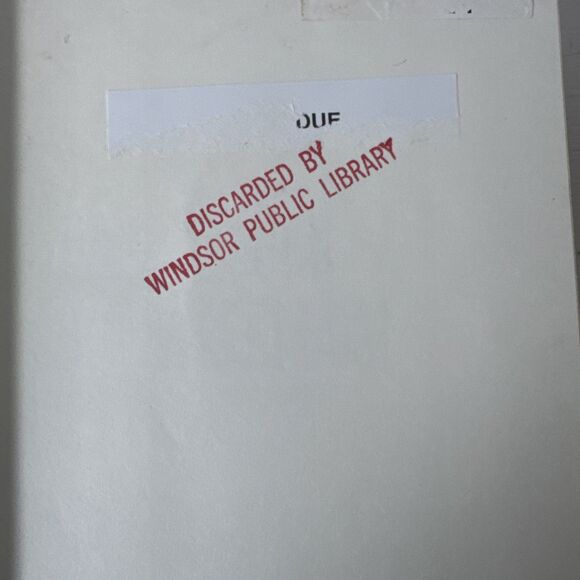 DUE
DISCARDED BY
WINDSOR PUBLIC LIBRARY